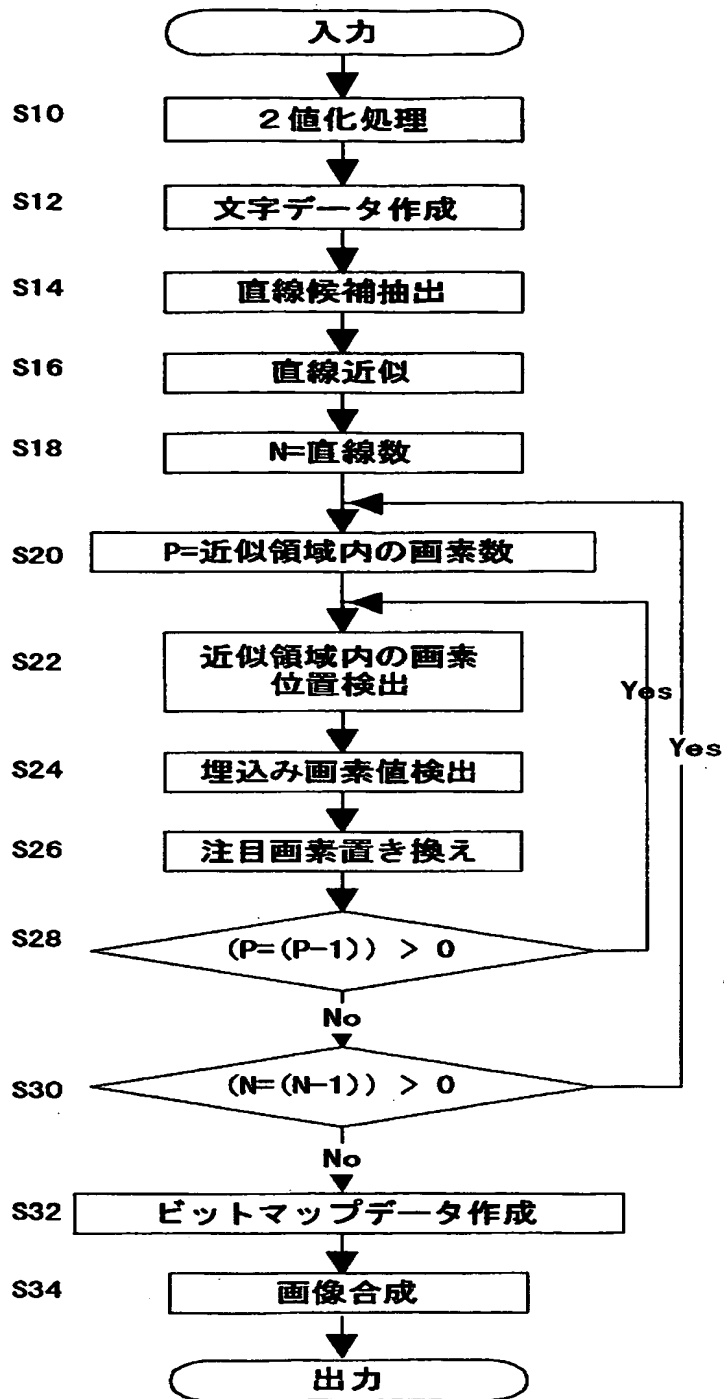 入力
S10 2値化処理
S12 文字データ作成
S14 直線候補抽出
S16 直線近似
S18 N=直線数
S20 P=近似領域内の画素数
S22 近似領域内の画素
位置検出
Yes
Yes
S24 埋込み画素値検出
S26 注目画素置き換え
S28 (P=(P-1)) > 0
No
S30 (N=(N-1)) > 0
No
S32 ビットマップデータ作成
S34 画像合成
出力